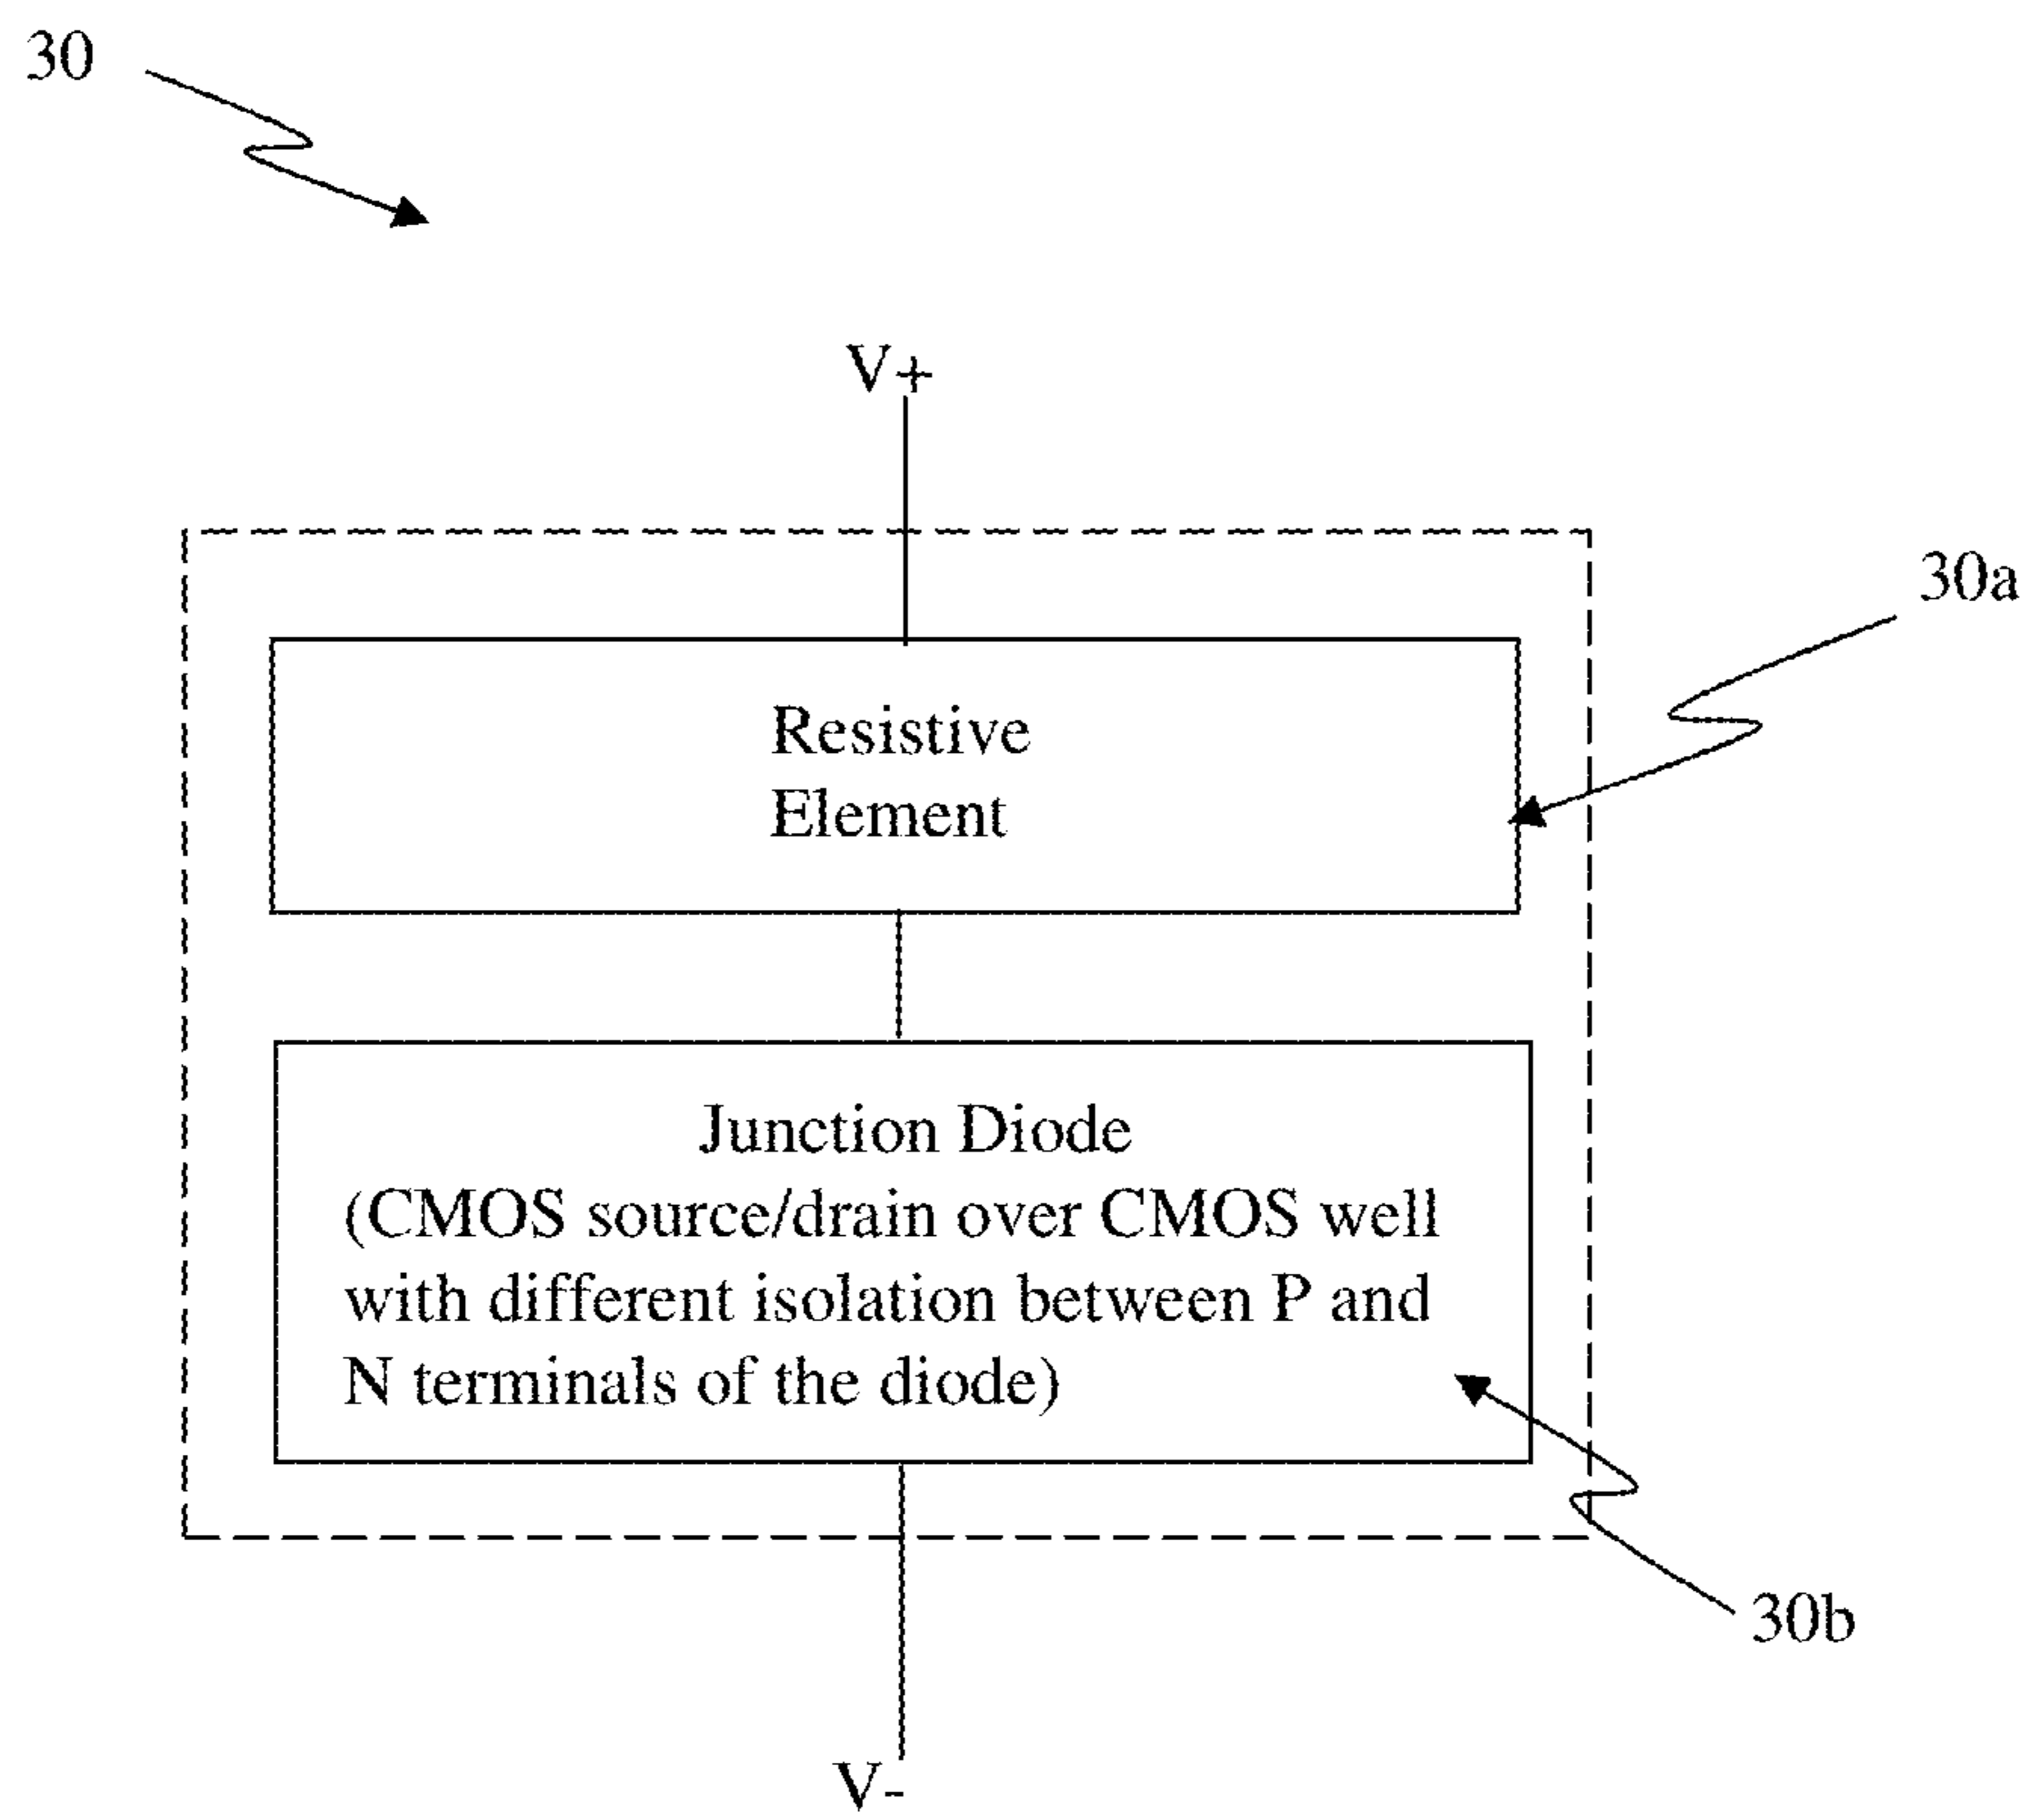 30
V+
30a
Resistive
Element
Junction Diode
(CMOS source/drain over CMOS well
with different isolation between P and
N terminals of the diode)
30b
V-